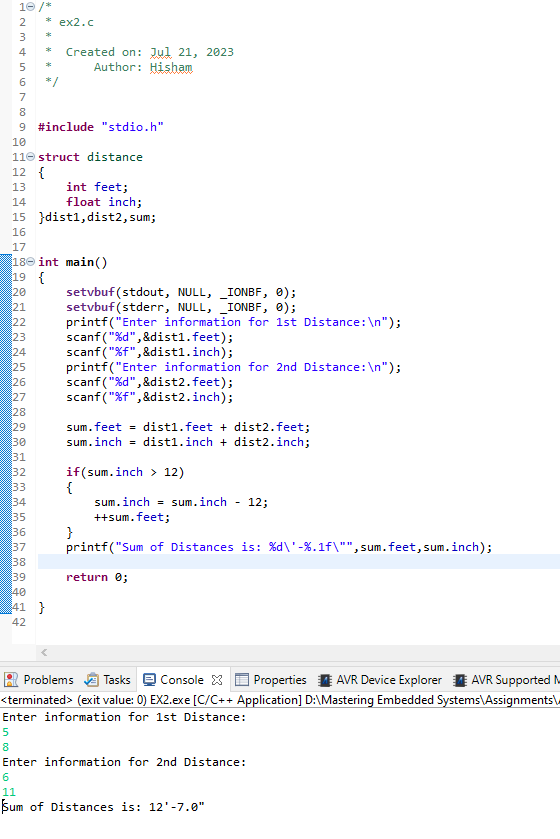 1 /*
2  * ex2.c
3  *
4  *  Created on: Jul 21, 2023
5  *      Author: Hisham
6  */
7
8
9 #include "stdio.h"
10
11 struct distance
12 {
13     int feet;
14     float inch;
15 }dist1,dist2,sum;
16
17
18 int main()
19 {
20     setvbuf(stdout, NULL, _IONBF, 0);
21     setvbuf(stderr, NULL, _IONBF, 0);
22     printf("Enter information for 1st Distance:\n");
23     scanf("%d",&dist1.feet);
24     scanf("%f",&dist1.inch);
25     printf("Enter information for 2nd Distance:\n");
26     scanf("%d",&dist2.feet);
27     scanf("%f",&dist2.inch);
28
29     sum.feet = dist1.feet + dist2.feet;
30     sum.inch = dist1.inch + dist2.inch;
31
32     if(sum.inch > 12)
33     {
34         sum.inch = sum.inch - 12;
35         ++sum.feet;
36     }
37     printf("Sum of Distances is: %d\'-%.1f\"",sum.feet,sum.inch);
38
39     return 0;
40
41 }
42
Problems Tasks Console Properties AVR Device Explorer AVR Supported M
<terminated> (exit value: 0) EX2.exe [C/C++ Application] D:\Mastering Embedded Systems\Assignments\
Enter information for 1st Distance:
5
8
Enter information for 2nd Distance:
6
11
Sum of Distances is: 12'-7.0"